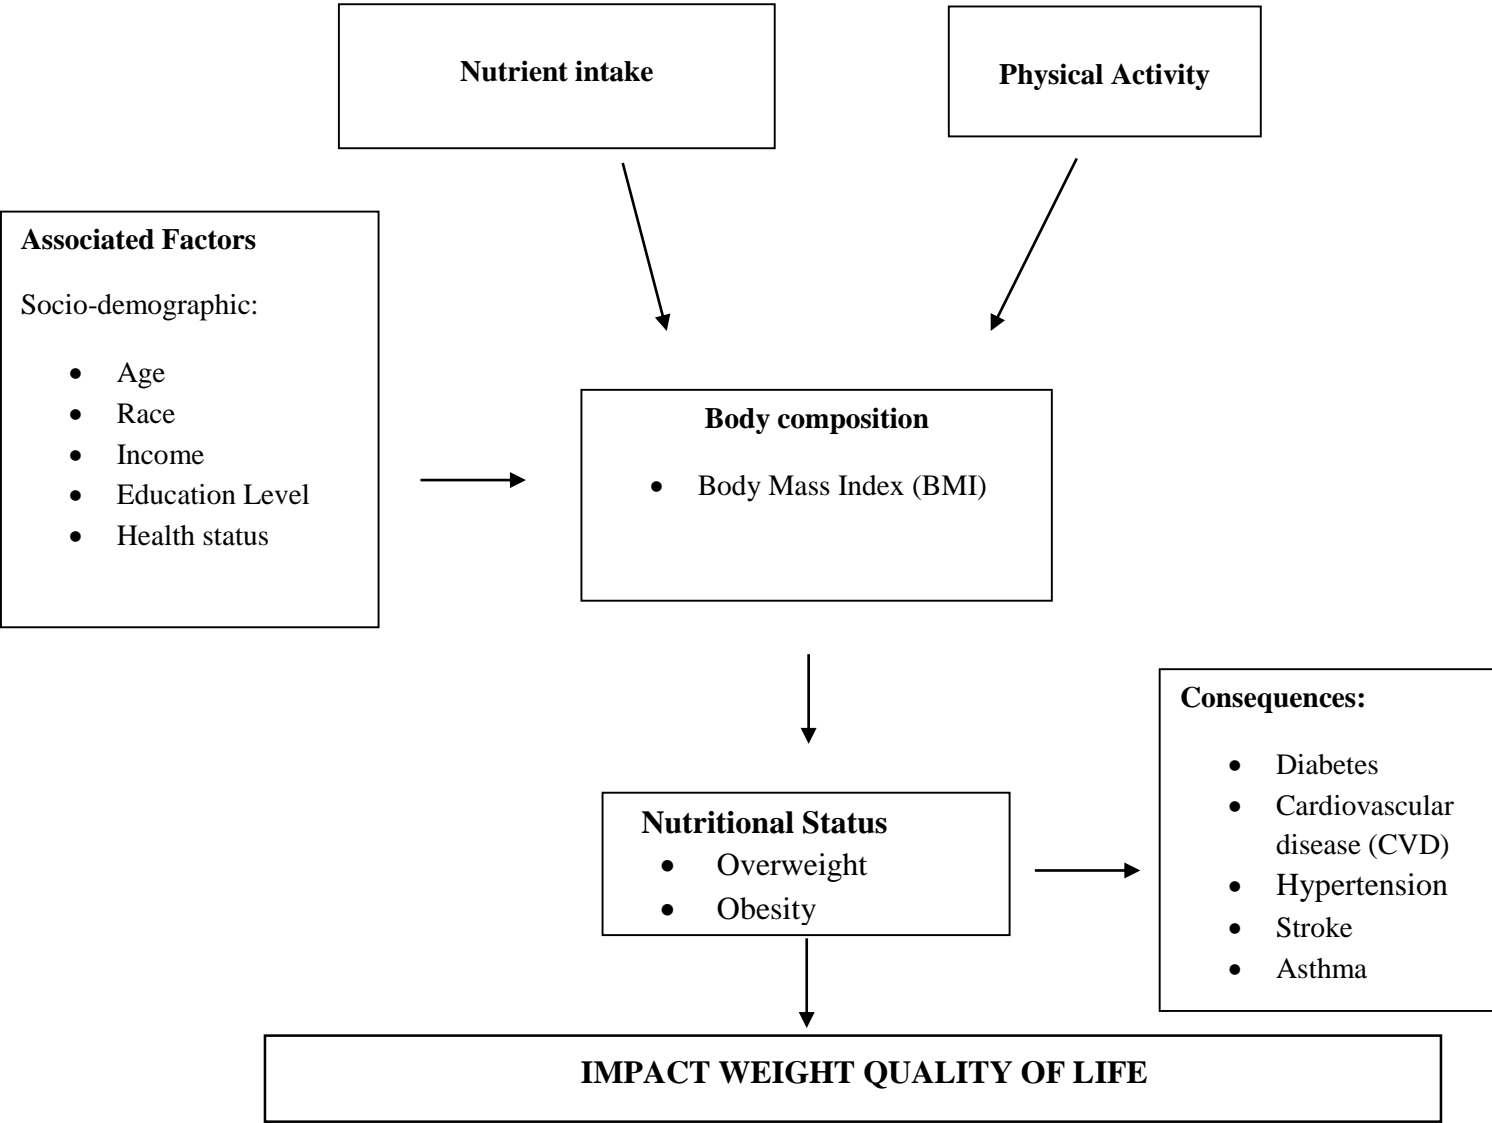 Nutrient intake
Physical Activity
Associated Factors
Socio-demographic:
• Age
• Race
• Income
• Education Level
• Health status
Body composition
• Body Mass Index (BMI)
Consequences:
• Diabetes
• Cardiovascular
disease (CVD)
• Hypertension
• Stroke
• Asthma
Nutritional Status
• Overweight
• Obesity
IMPACT WEIGHT QUALITY OF LIFE